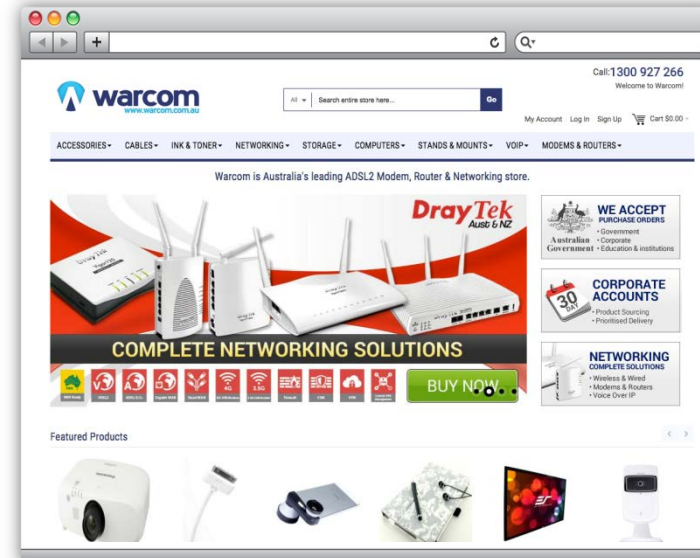 Call:1300 927 266
Welcome to Warcom!
warcom
www.warcom.com.au
All
Search entire store here...
Go
My Account Log In Sign Up Cart $0.00
ACCESSORIES CABLES INK & TONER NETWORKING STORAGE COMPUTERS STANDS & MOUNTS VOIP MODEMS & ROUTERS
Warcom is Australia's leading ADSL2 Modem, Router & Networking store.
DrayTek
Aust & NZ
COMPLETE NETWORKING SOLUTIONS
4G
3.5G
BUY NOW
WE ACCEPT
PURCHASE ORDERS
• Government
• Corporate
• Education & institutions
Australian
Government
30
DAY
CORPORATE
ACCOUNTS
• Product Sourcing
• Prioritised Delivery
NETWORKING
COMPLETE SOLUTIONS
• Wireless & Wired
• Modems & Routers
• Voice Over IP
Featured Products